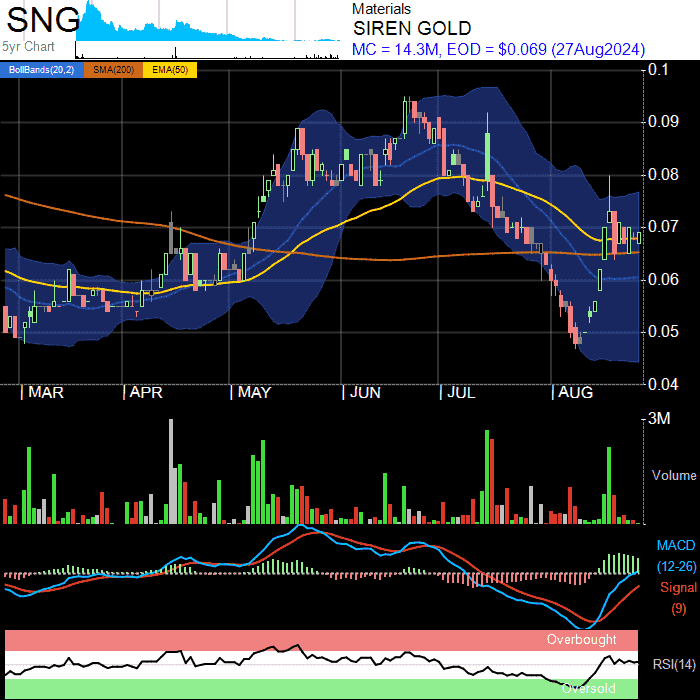 SNG
5yr Chart
Materials
SIREN GOLD
MC = 14.3M, EOD = $0.069 (27Aug2024)
BollBands(20,2) SMA(200) EMA(50)
0.1
0.09
0.08
0.07
0.06
0.05
0.04
| MAR | APR | MAY | JUN | JUL | AUG
3M
Volume
MACD
(12-26)
Signal
(9)
Overbought
RSI(14)
Oversold